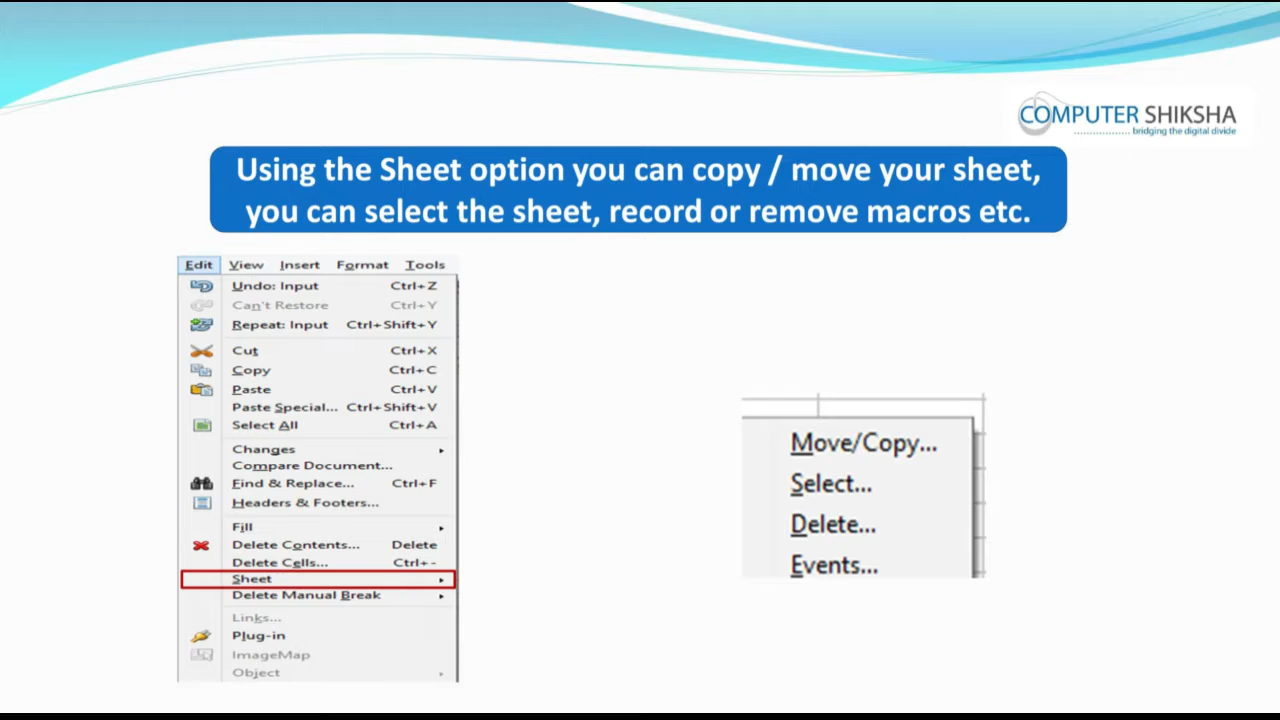 COMPUTER SHIKSHA
bridging the digital divide
Using the Sheet option you can copy / move your sheet,
you can select the sheet, record or remove macros etc.
Edit View Insert Format Tools
Undo: Input Ctrl+Z
Can't Restore Ctrl+Y
Repeat: Input Ctrl+Shift+Y
Cut Ctrl+X
Copy Ctrl+C
Paste Ctrl+V
Paste Special... Ctrl+Shift+V
Select All Ctrl+A
Changes
Compare Document...
Find & Replace... Ctrl+F
Headers & Footers...
Fill
Delete Contents... Delete
Delete Cells... Ctrl+-
Sheet
Delete Manual Break
Links...
Plug-in
ImageMap
Object
Move/Copy...
Select...
Delete...
Events...